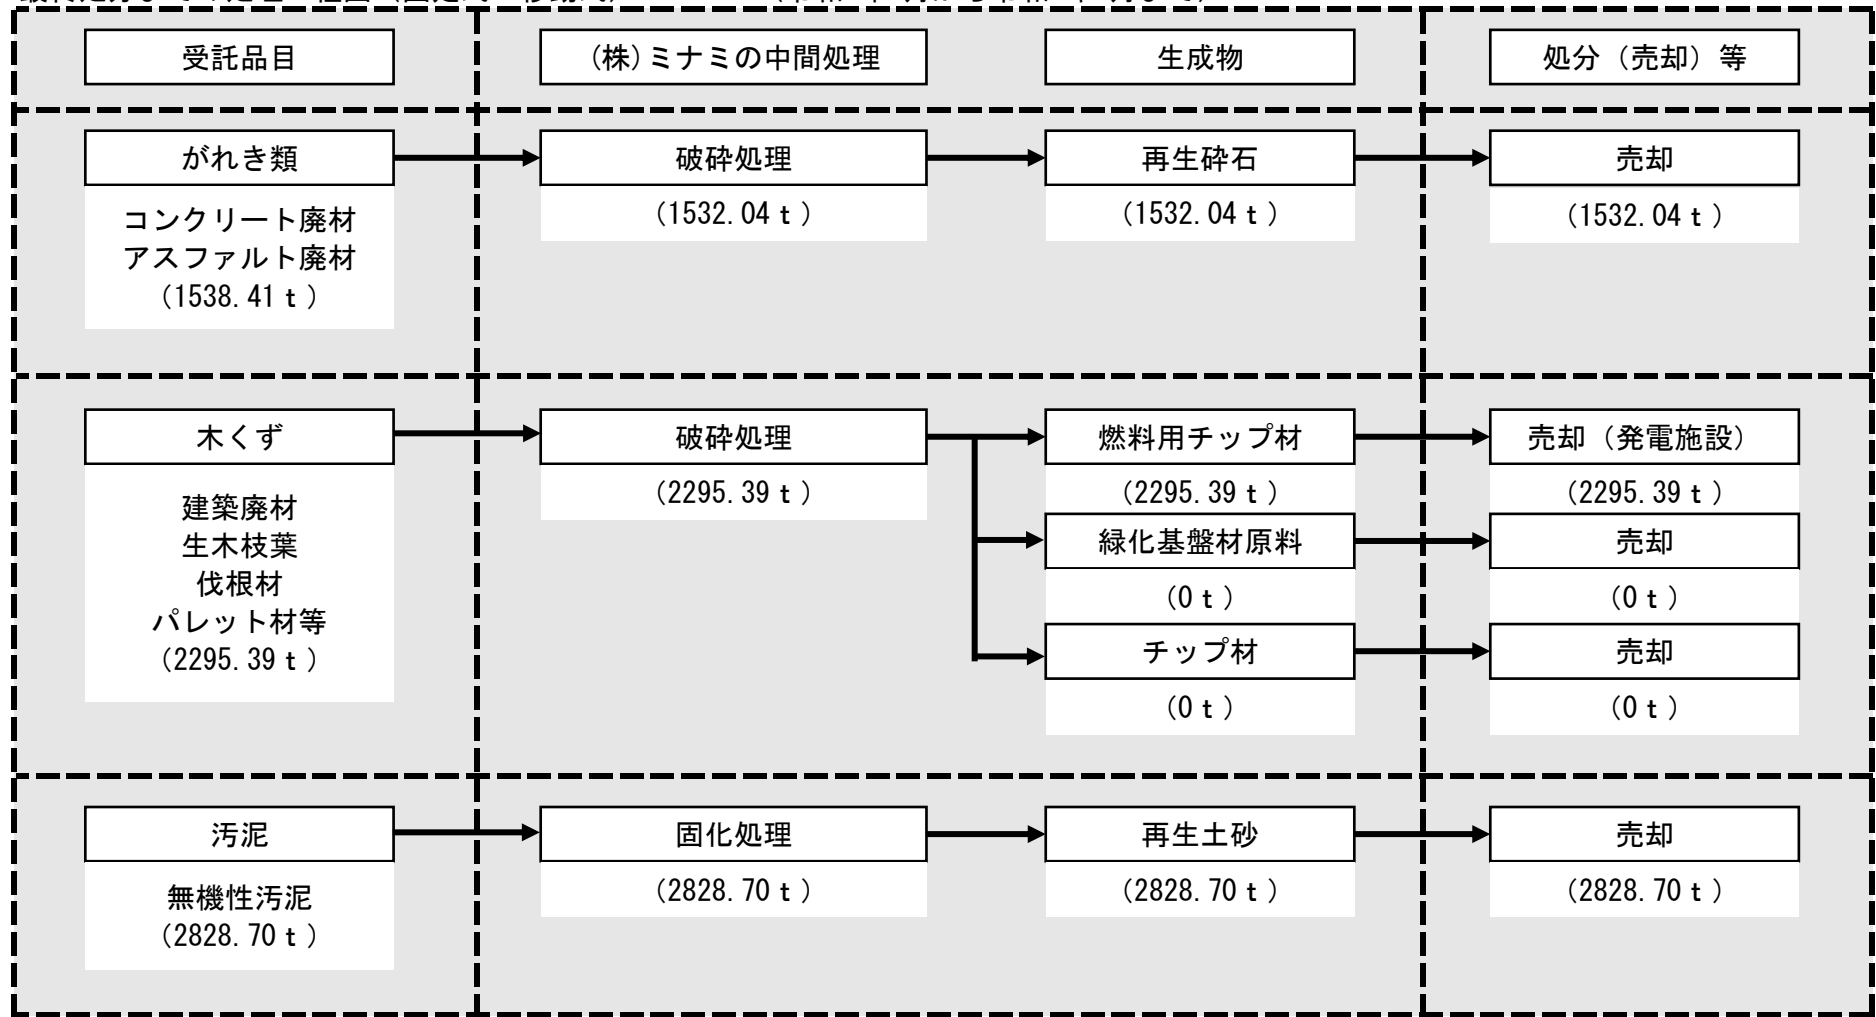 受託品目
(株)ミナミの中間処理
生成物
処分（売却）等
がれき類
破砕処理
再生砕石
売却
コンクリート廃材
アスファルト廃材
(1538.41ｔ)
(1532.04ｔ)
(1532.04ｔ)
(1532.04ｔ)
木くず
破砕処理
燃料用チップ材
売却（発電施設）
建築廃材
生木枝葉
伐根材
パレット材等
(2295.39ｔ)
(2295.39ｔ)
(2295.39ｔ)
(2295.39ｔ)
緑化基盤材原料
売却
(0ｔ)
(0ｔ)
チップ材
売却
(0ｔ)
(0ｔ)
汚泥
固化処理
再生土砂
売却
無機性汚泥
(2828.70ｔ)
(2828.70ｔ)
(2828.70ｔ)
(2828.70ｔ)